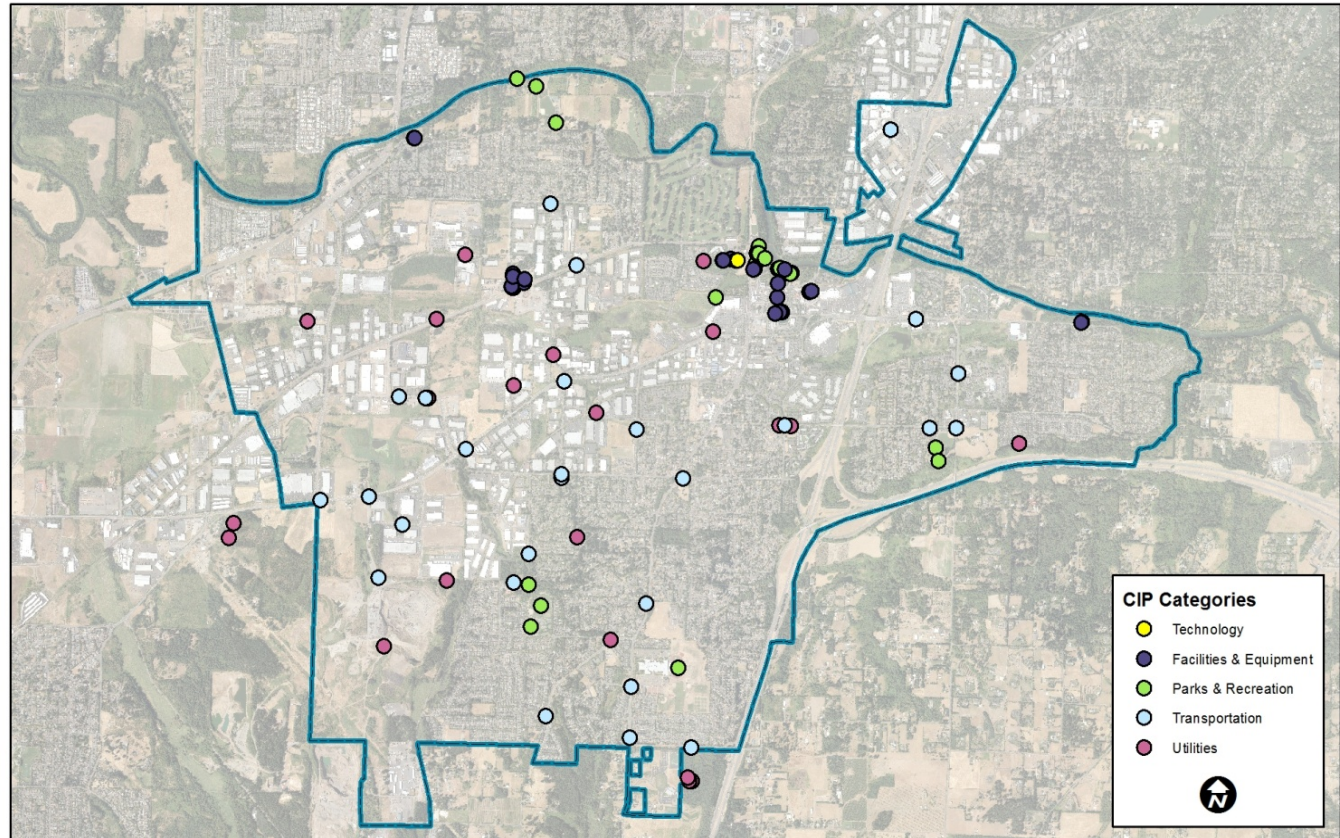 CIP Categories
Technology
Facilities & Equipment
Parks & Recreation
Transportation
Utilities
N